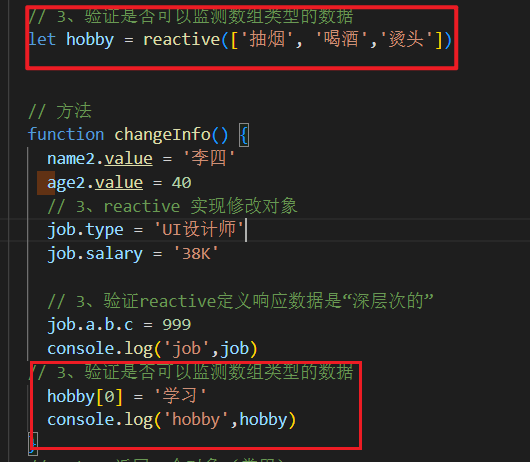 // 3、验证是否可以监测数组类型的数据
let hobby = reactive(['抽烟', '喝酒','烫头'])
// 方法
function changeInfo() {
name2.value = '李四'
age2.value = 40
// 3、reactive 实现修改对象
job.type = 'UI设计师'
job.salary = '38K'
// 3、验证reactive定义响应数据是“深层次的”
job.a.b.c = 999
console.log('job',job)
// 3、验证是否可以监测数组类型的数据
hobby[0] = '学习'
console.log('hobby',hobby)
}